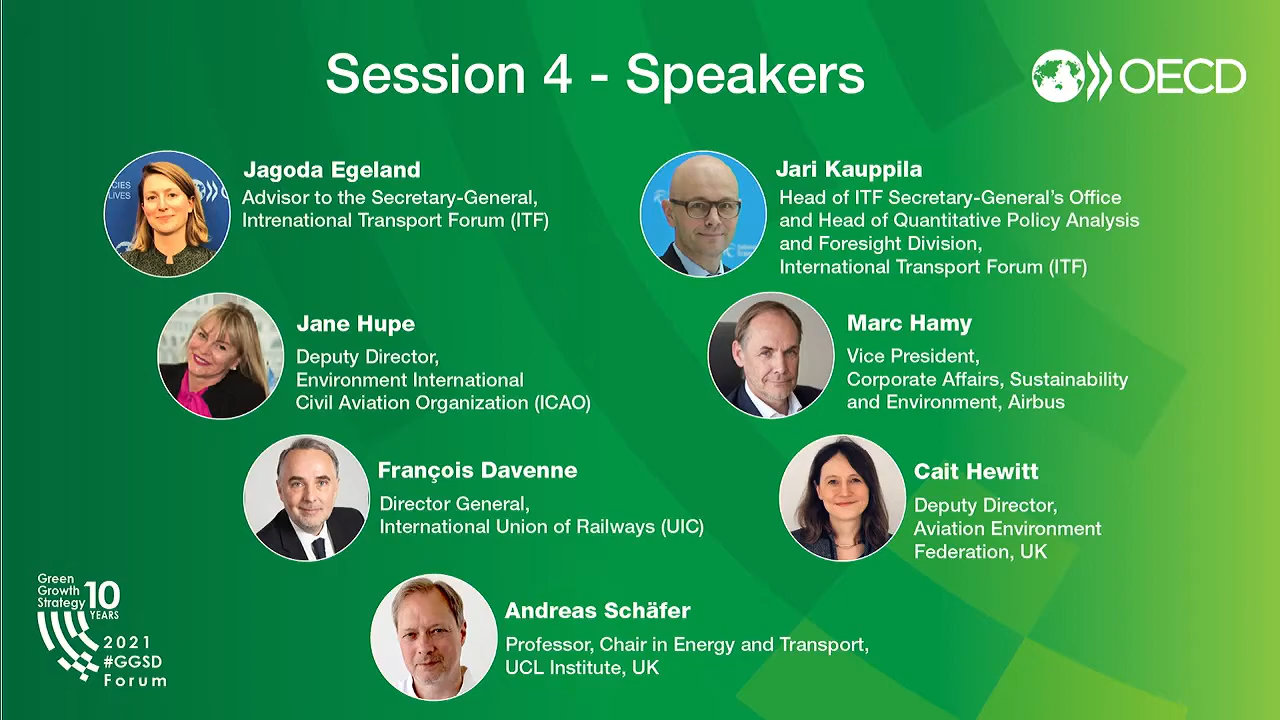 Session 4 - Speakers
OECD
CIES
LIVES
Jagoda Egeland
Advisor to the Secretary-General,
Intrenational Transport Forum (ITF)
Jari Kauppila
Head of ITF Secretary-General's Office
and Head of Quantitative Policy Analysis
and Foresight Division,
International Transport Forum (ITF)
Jane Hupe
Deputy Director,
Environment International
Civil Aviation Organization (ICAO)
Marc Hamy
Vice President,
Corporate Affairs, Sustainability
and Environment, Airbus
François Davenne
Director General,
International Union of Railways (UIC)
Cait Hewitt
Deputy Director,
Aviation Environment
Federation, UK
Andreas Schäfer
Professor, Chair in Energy and Transport,
UCL Institute, UK
Green
Growth
Strategy 10
YEARS
2021
#GGSD
Forum